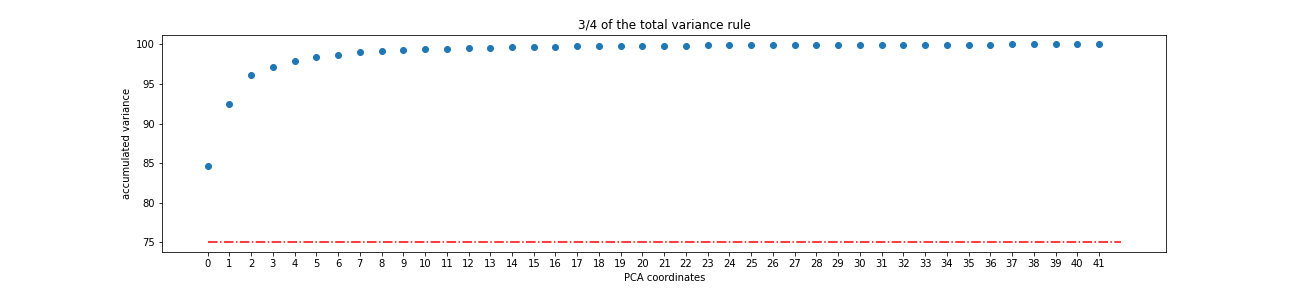 3/4 of the total variance rule
100
95
90
85
80
75
accumulated variance
0 1 2 3 4 5 6 7 8 9 10 11 12 13 14 15 16 17 18 19 20 21 22 23 24 25 26 27 28 29 30 31 32 33 34 35 36 37 38 39 40 41
PCA coordinates